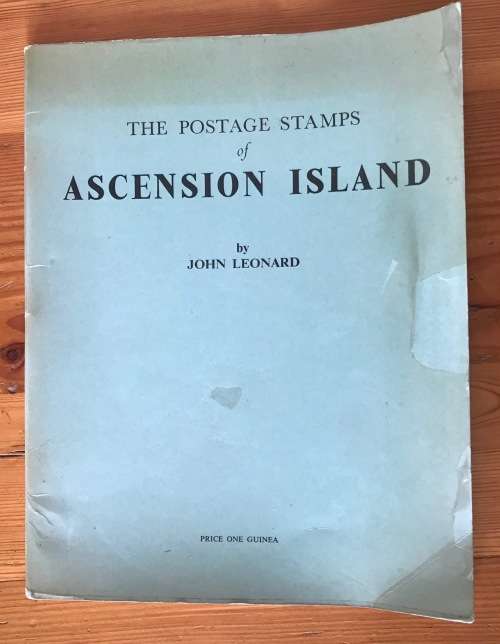 THE POSTAGE STAMPS
of
ASCENSION ISLAND
by
JOHN LEONARD
PRICE ONE GUINEA